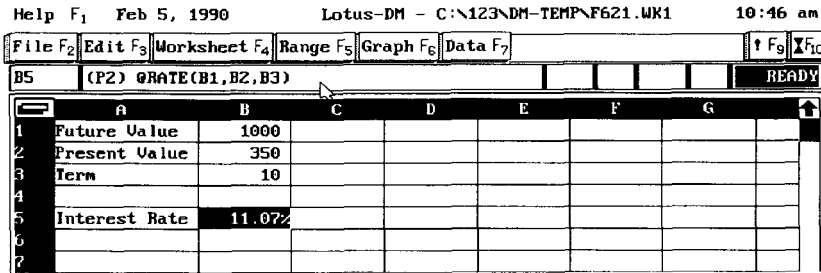 Help F1 Feb 5, 1990 Lotus-DM - C:\123\DM-TEMP\F621.WK1 10:46 am
File F2 Edit F3 Worksheet F4 Range F5 Graph F6 Data F7 F9 F10
B5 (P2) @RATE(B1,B2,B3) READY
A B C D E F G
1 Future Value 1000
2 Present Value 350
3 Term 10
4
5 Interest Rate 11.07%
6
7